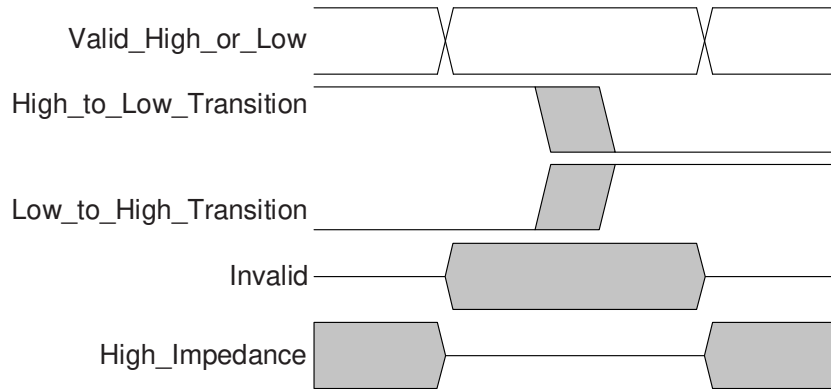 Valid_High_or_Low
High_to_Low_Transition
Low_to_High_Transition
Invalid
High_Impedance